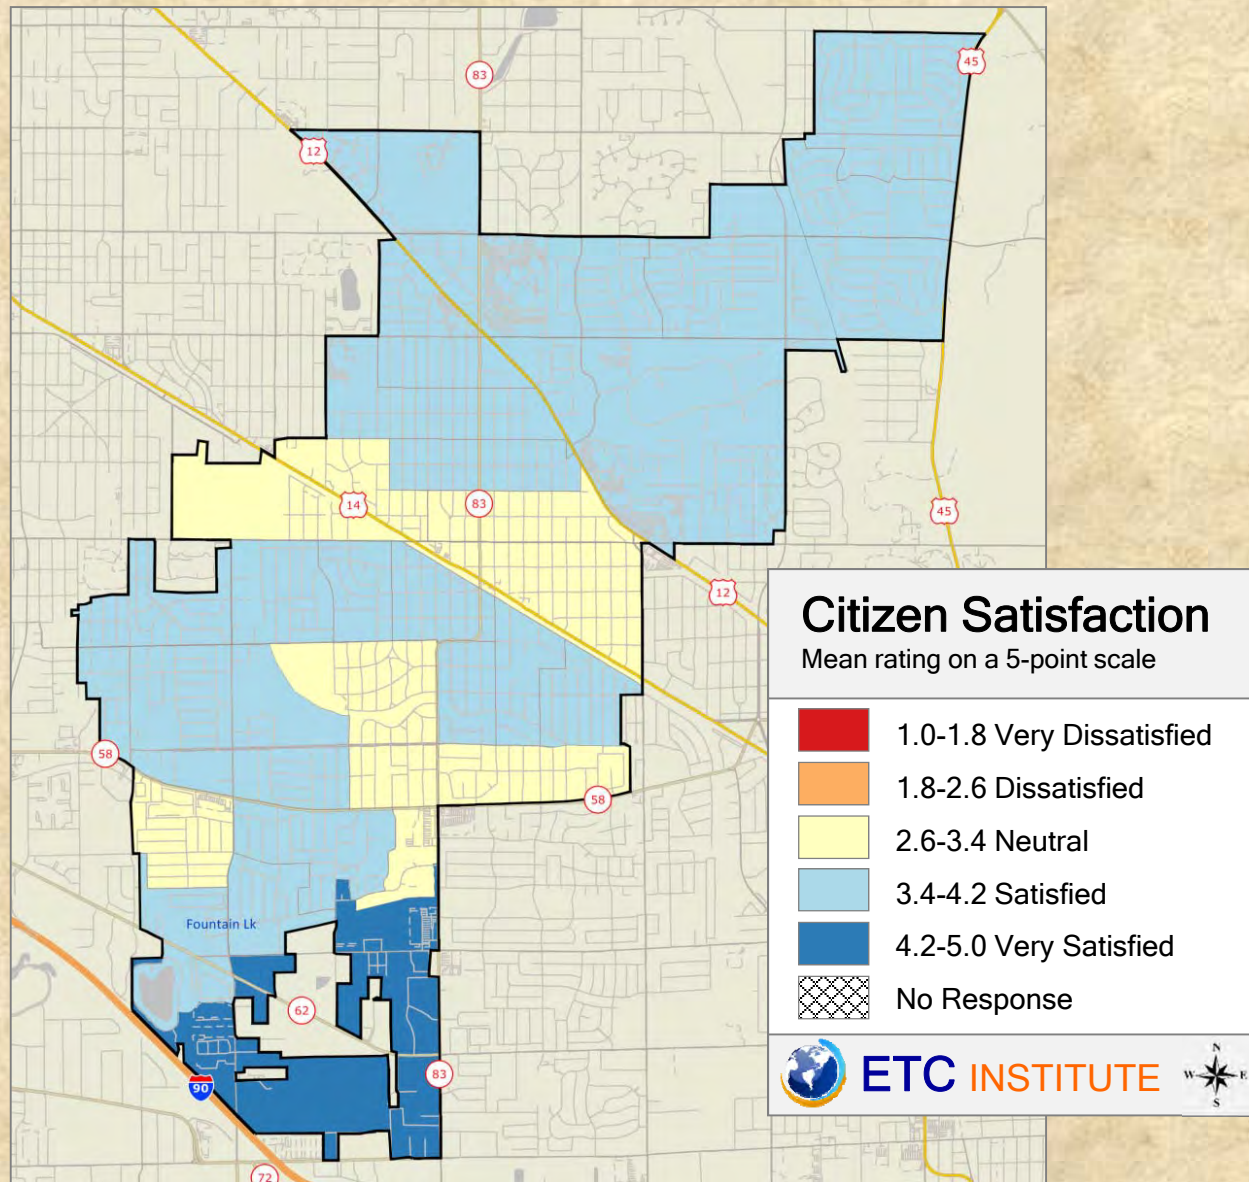 83
45
12
14
83
45
12
58
58
Fountain Lk
62
90
83
72
Citizen Satisfaction
Mean rating on a 5-point scale
1.0-1.8 Very Dissatisfied
1.8-2.6 Dissatisfied
2.6-3.4 Neutral
3.4-4.2 Satisfied
4.2-5.0 Very Satisfied
No Response
ETC INSTITUTE
N
W E
S